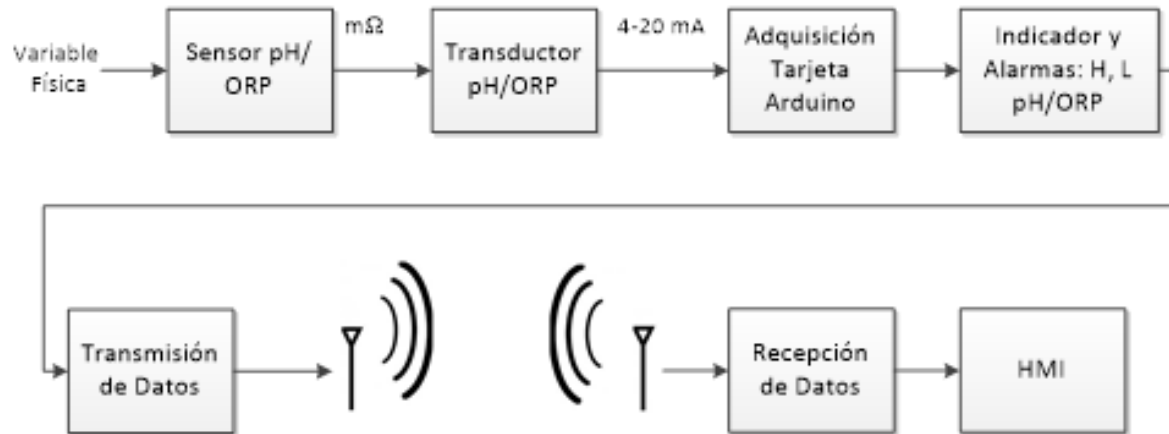 Variable
Física
Sensor pH/
ORP
mΩ
Transductor
pH/ORP
4-20 mA
Adquisición
Tarjeta
Arduino
Indicador y
Alarmas: H, L
pH/ORP
Transmisión
de Datos
Recepción
de Datos
HMI